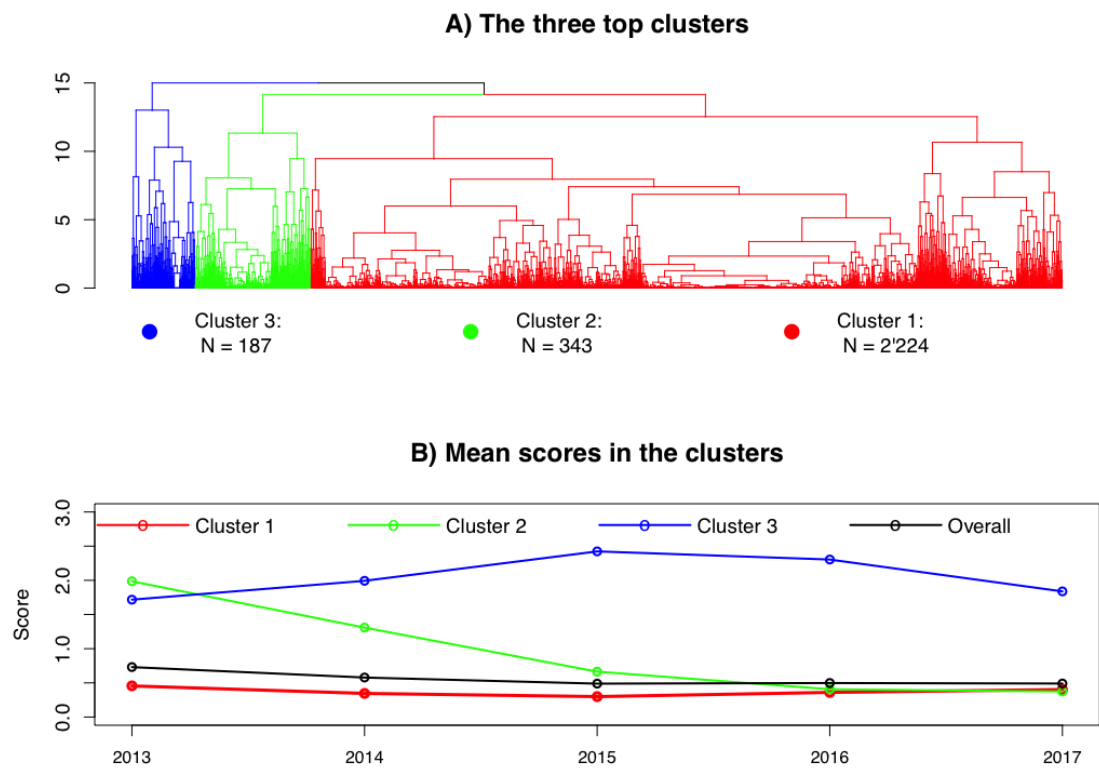 A) The three top clusters
15
10
5
0
Cluster 3:
N = 187
Cluster 2:
N = 343
Cluster 1:
N = 2'224
B) Mean scores in the clusters
3.0
2.0
1.0
0.0
Score
Cluster 1 Cluster 2 Cluster 3 Overall
2013 2014 2015 2016 2017